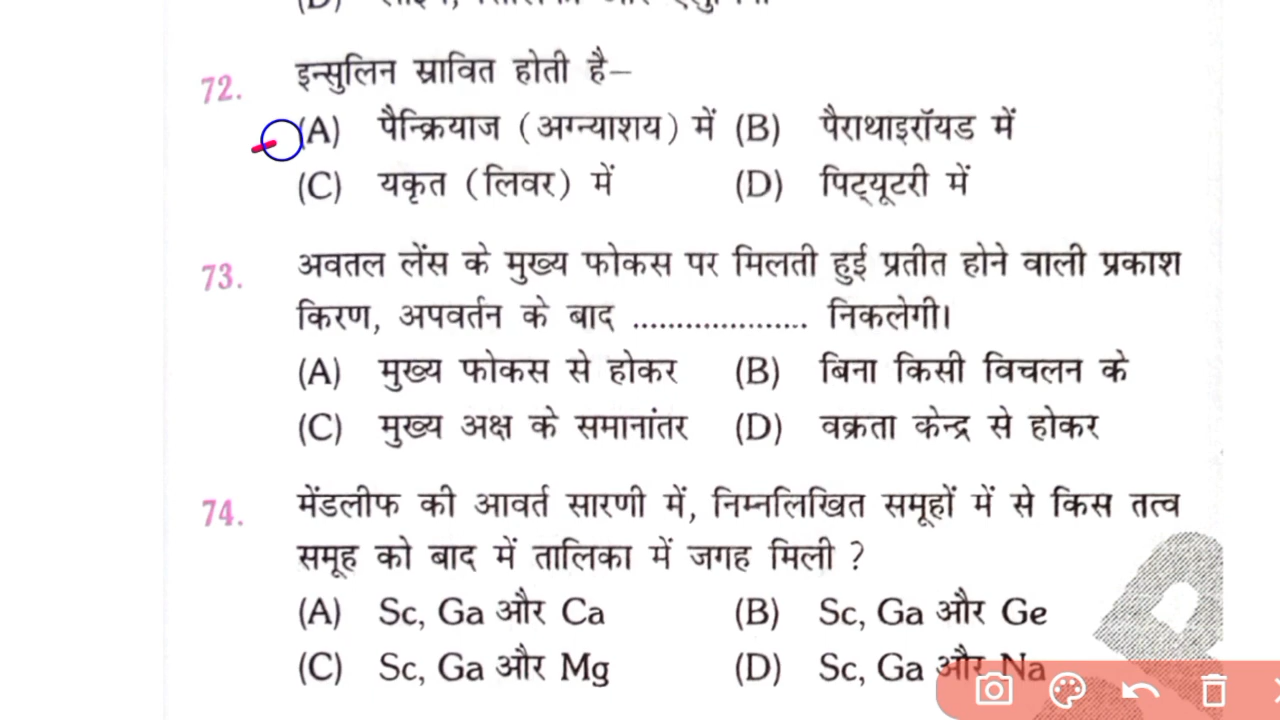 72. इन्सुलिन स्रावित होती है–
(A) पैन्क्रियाज (अग्न्याशय) में (B) पैराथाइरॉयड में
(C) यकृत (लिवर) में (D) पिट्यूटरी में
73. अवतल लेंस के मुख्य फोकस पर मिलती हुई प्रतीत होने वाली प्रकाश
किरण, अपवर्तन के बाद .................... निकलेगी।
(A) मुख्य फोकस से होकर (B) बिना किसी विचलन के
(C) मुख्य अक्ष के समानांतर (D) वक्रता केन्द्र से होकर
74. मेंडलीफ की आवर्त सारणी में, निम्नलिखित समूहों में से किस तत्व
समूह को बाद में तालिका में जगह मिली ?
(A) Sc, Ga और Ca (B) Sc, Ga और Ge
(C) Sc, Ga और Mg (D) Sc, Ga और Na